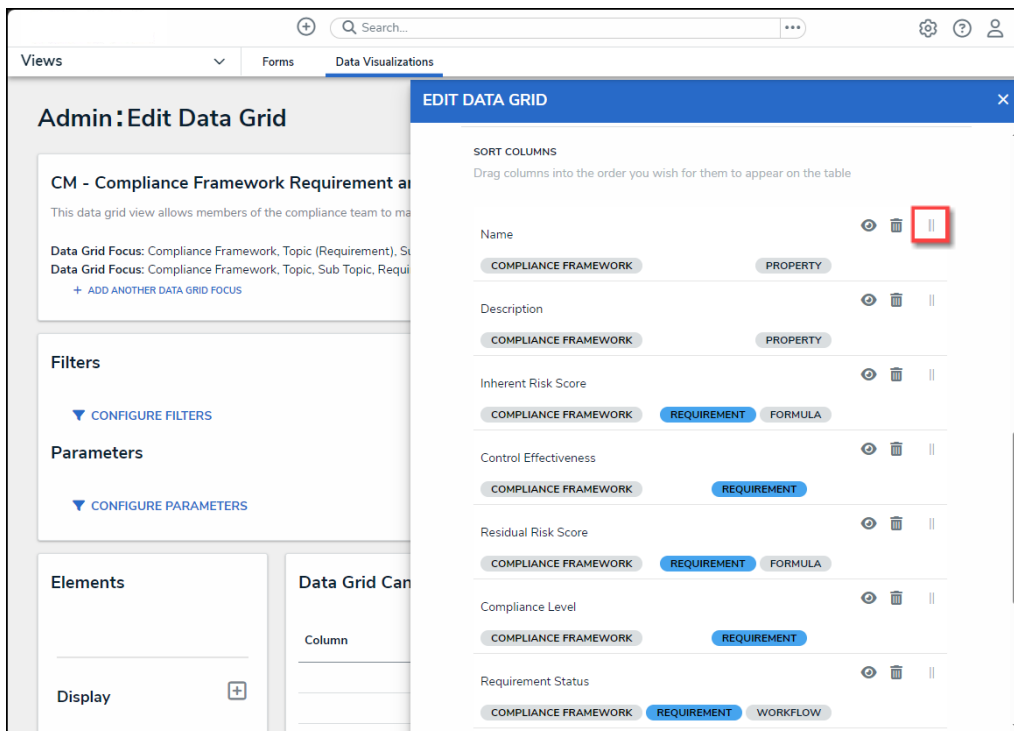 Search...
Views
Forms
Data Visualizations
Admin:Edit Data Grid
CM - Compliance Framework Requirement a
This data grid view allows members of the compliance team to ma
Data Grid Focus: Compliance Framework, Topic (Requirement), Su
Data Grid Focus: Compliance Framework, Topic, Sub Topic, Requi
+ ADD ANOTHER DATA GRID FOCUS
Filters
CONFIGURE FILTERS
Parameters
CONFIGURE PARAMETERS
Elements
Display
Data Grid Can
Column
EDIT DATA GRID
SORT COLUMNS
Drag columns into the order you wish for them to appear on the table
Name
COMPLIANCE FRAMEWORK PROPERTY
Description
COMPLIANCE FRAMEWORK PROPERTY
Inherent Risk Score
COMPLIANCE FRAMEWORK REQUIREMENT FORMULA
Control Effectiveness
COMPLIANCE FRAMEWORK REQUIREMENT
Residual Risk Score
COMPLIANCE FRAMEWORK REQUIREMENT FORMULA
Compliance Level
COMPLIANCE FRAMEWORK REQUIREMENT
Requirement Status
COMPLIANCE FRAMEWORK REQUIREMENT WORKFLOW